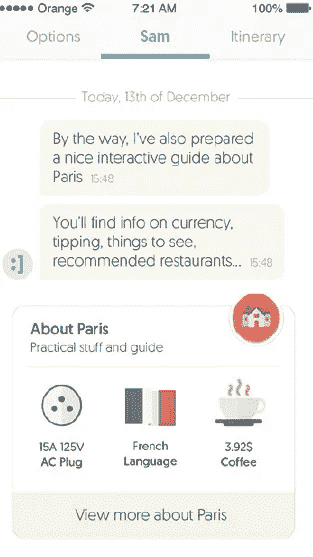 Orange 7:21 AM 100%
Options Sam Itinerary
Today, 13th of December
By the way, I've also prepared
a nice interactive guide about
Paris 15:48
You'll find info on currency,
tipping, things to see,
:]
recommended restaurants... 15:48
About Paris
Practical stuff and guide
15A 125V
AC Plug
French
Language
3.92$
Coffee
View more about Paris